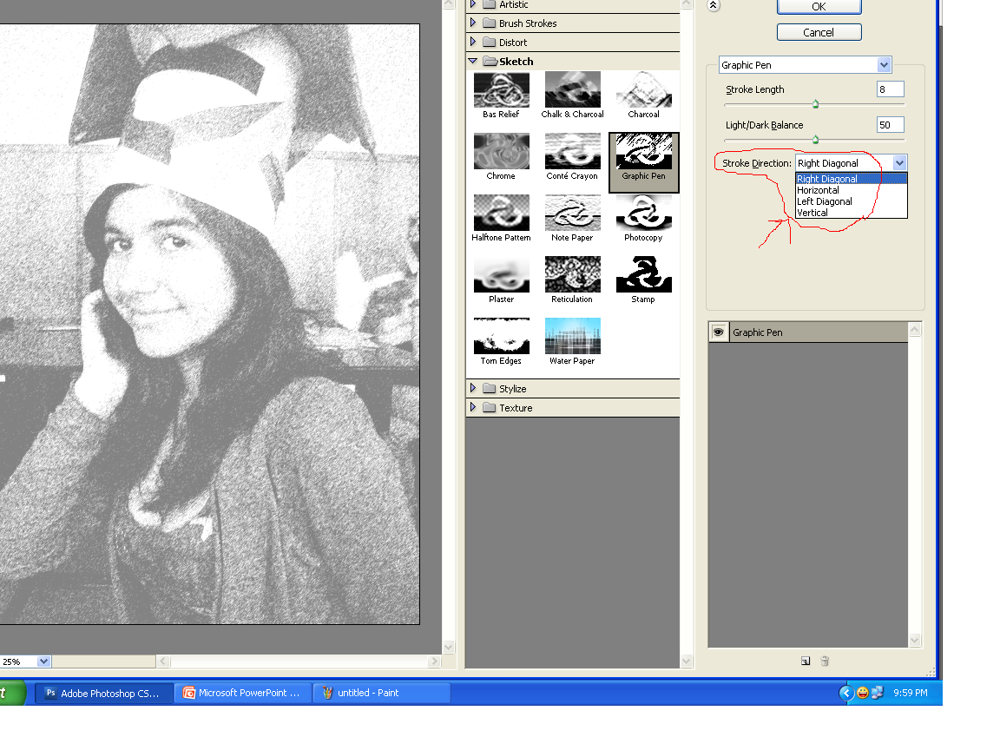 Artistic
Brush Strokes
Distort
Sketch
Bas Relief
Chalk & Charcoal
Charcoal
Chrome
Conté Crayon
Graphic Pen
Halftone Pattern
Note Paper
Photocopy
Plaster
Reticulation
Stamp
Torn Edges
Water Paper
Stylize
Texture
OK
Cancel
Graphic Pen
Stroke Length 8
Light/Dark Balance 50
Stroke Direction: Right Diagonal
Right Diagonal
Horizontal
Left Diagonal
Vertical
Graphic Pen
25%
Ps Adobe Photoshop CS...
Microsoft PowerPoint ...
untitled - Paint
9:59 PM